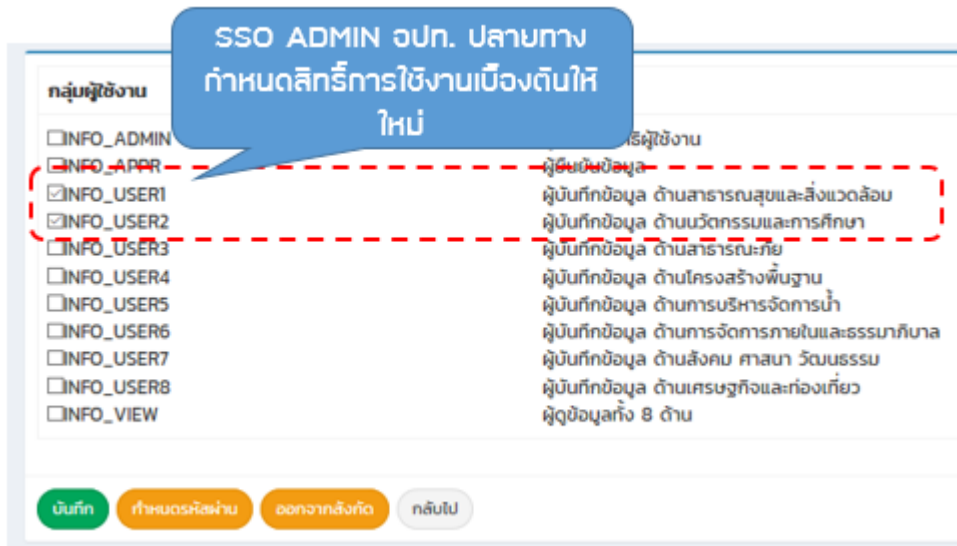 SSO ADMIN อปท. ปลายทาง
กำหนดสิทธิ์การใช้งานเบื้องต้นให้
ใหม่
กลุ่มผู้ใช้งาน
INFO_ADMIN ธิผู้ใช้งาน
INFO_APPR ผู้ยืนยันข้อมูล
INFO_USER1 ผู้บันทึกข้อมูล ด้านสาธารณสุขและสิ่งแวดล้อม
INFO_USER2 ผู้บันทึกข้อมูล ด้านนวัตกรรมและการศึกษา
INFO_USER3 ผู้บันทึกข้อมูล ด้านสาธารณะภัย
INFO_USER4 ผู้บันทึกข้อมูล ด้านโครงสร้างพื้นฐาน
INFO_USER5 ผู้บันทึกข้อมูล ด้านการบริหารจัดการน้ำ
INFO_USER6 ผู้บันทึกข้อมูล ด้านการจัดการภายในและธรรมาภิบาล
INFO_USER7 ผู้บันทึกข้อมูล ด้านสังคม ศาสนา วัฒนธรรม
INFO_USER8 ผู้บันทึกข้อมูล ด้านเศรษฐกิจและท่องเที่ยว
INFO_VIEW ผู้ดูข้อมูลทั้ง 8 ด้าน
บันทึก กำหนดรหัสผ่าน ออกจากสังกัด กลับไป